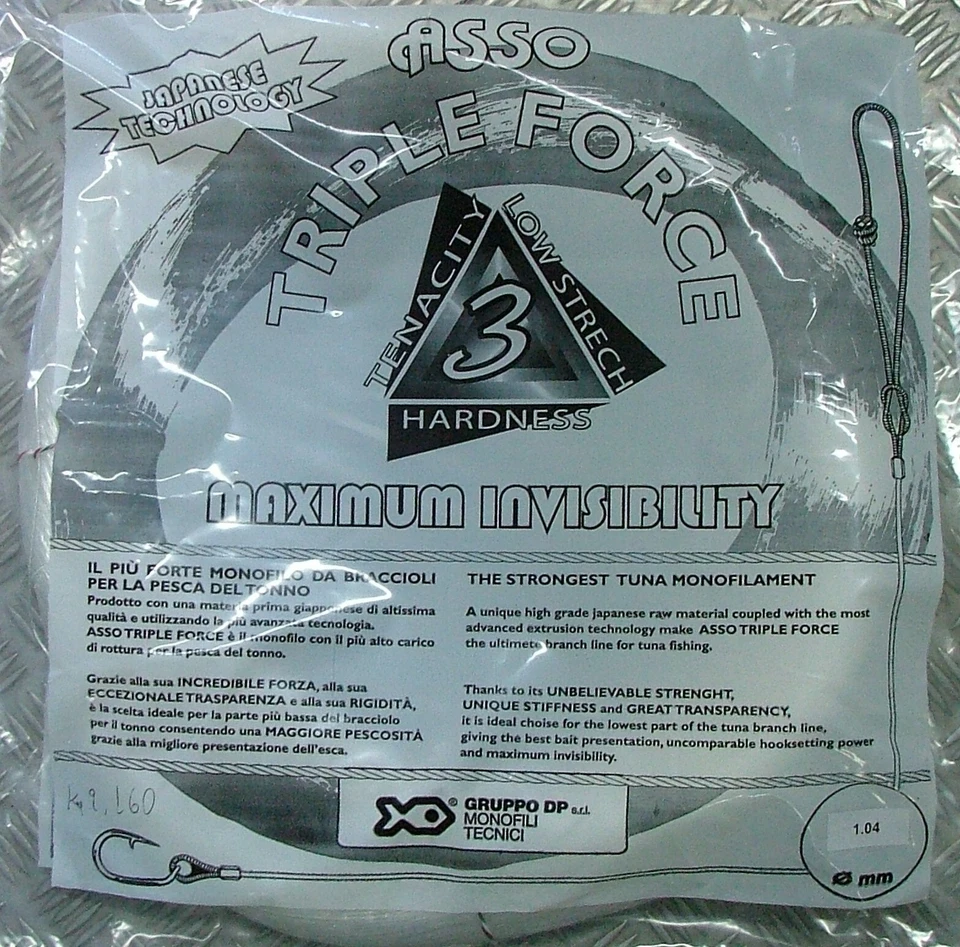 ASSO
JAPANESE
TECHNOLOGY
TRIPLE FORCE
TENACITY
LOW STRECH
3
HARDNESS
MAXIMUM INVISIBILITY
IL PIÙ FORTE MONOFILO DA BRACCIOLI
PER LA PESCA DEL TONNO
Prodotto con una materia prima giapponese di altissima
qualità e utilizzando la più avanzata tecnologia.
ASSO TRIPLE FORCE è il monofilo con il più alto carico
di rottura per la pesca del tonno.
Grazie alla sua INCREDIBILE FORZA, alla sua
ECCEZIONALE TRASPARENZA e alla sua RIGIDITÀ,
è la scelta ideale per la parte più bassa del bracciolo
per il tonno consentendo una MAGGIORE PESCOSITÀ
grazie alla migliore presentazione dell'esca.
THE STRONGEST TUNA MONOFILAMENT
A unique high grade japanese raw material coupled with the most
advanced extrusion technology make ASSO TRIPLE FORCE
the ultimete branch line for tuna fishing.
Thanks to its UNBELIEVABLE STRENGHT,
UNIQUE STIFFNESS and GREAT TRANSPARENCY,
it is ideal choise for the lowest part of the tuna branch line,
giving the best bait presentation, uncomparable hooksetting power
and maximum invisibility.
® GRUPPO DP s.r.l.
MONOFILI
TECNICI
1.04
Ø mm